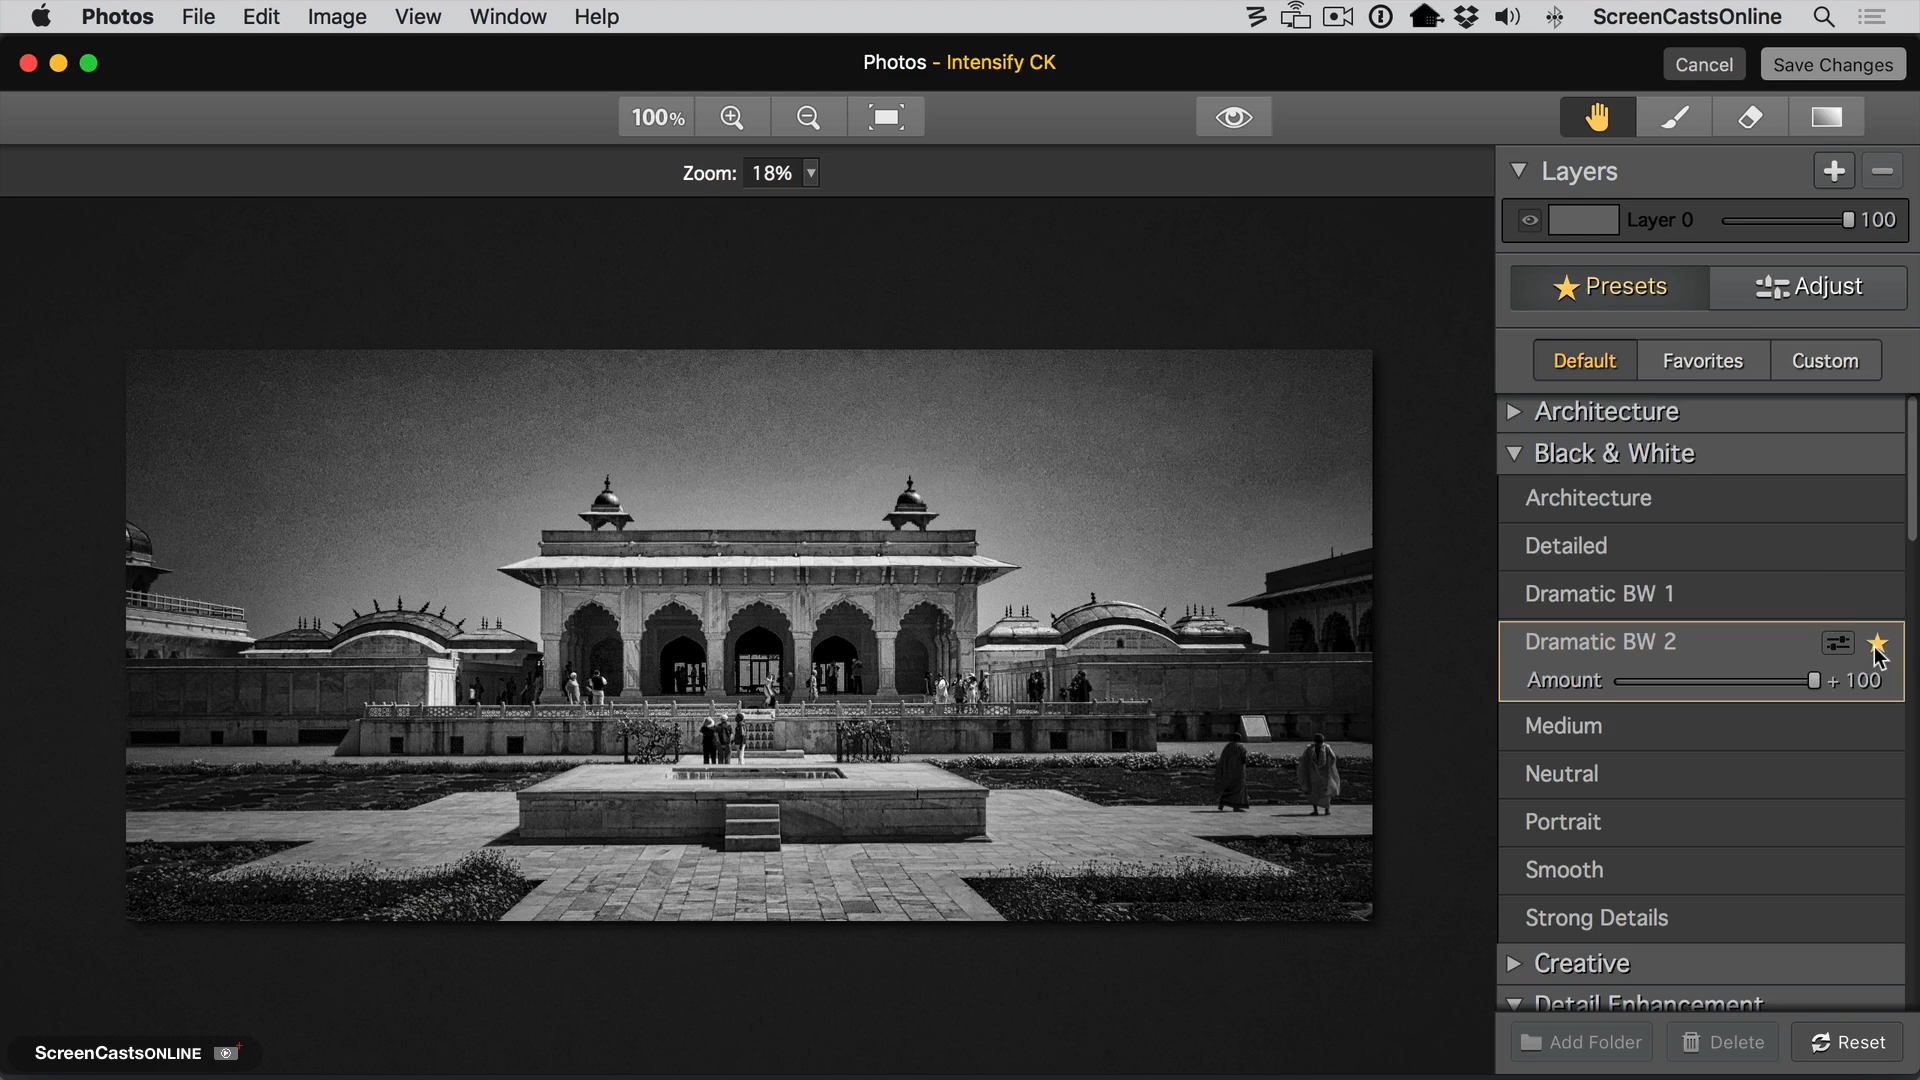 Photos File Edit Image View Window Help ScreenCastsOnline
Photos - Intensify CK
Cancel Save Changes
100%
Zoom: 18%
Layers
Layer 0 100
Presets Adjust
Default Favorites Custom
Architecture
Black & White
Architecture
Detailed
Dramatic BW 1
Dramatic BW 2
Amount + 100
Medium
Neutral
Portrait
Smooth
Strong Details
Creative
Detail Enhancement
Add Folder Delete Reset
ScreenCastsONLINE